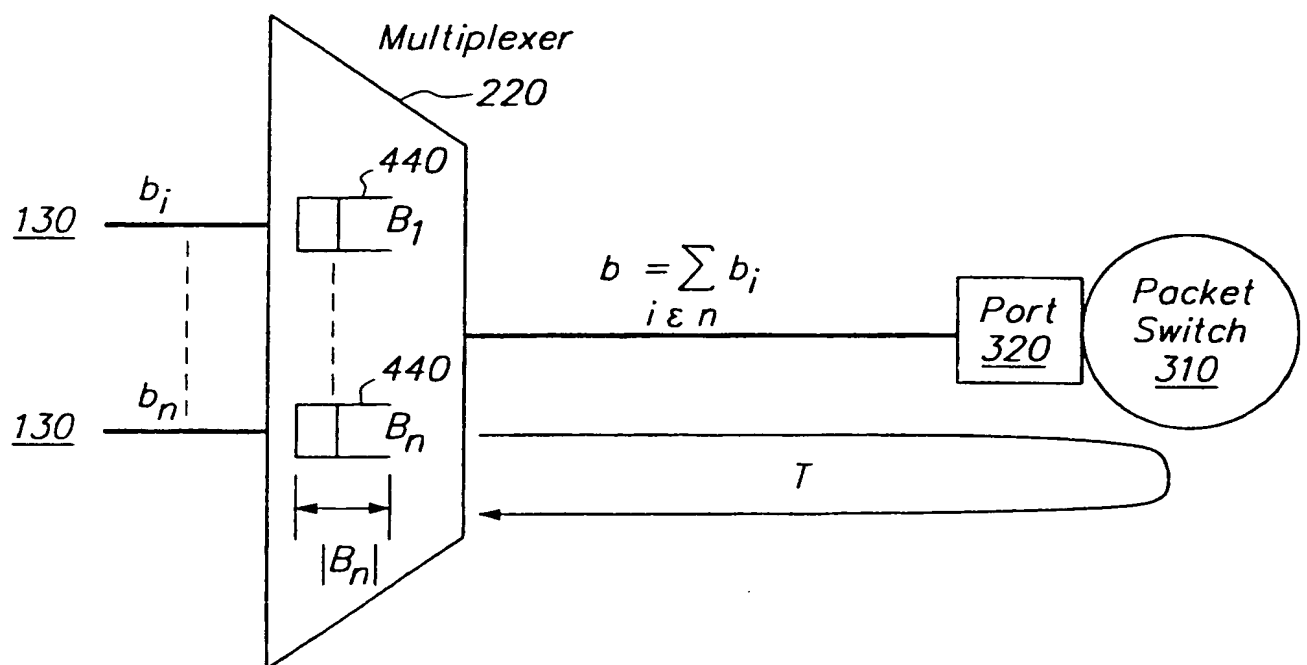 Multiplexer
220
130
b_i
440
B_1
b_n
130
440
B_n
|B_n|
b = ∑ b_i
i ε n
T
Port
320
Packet
Switch
310